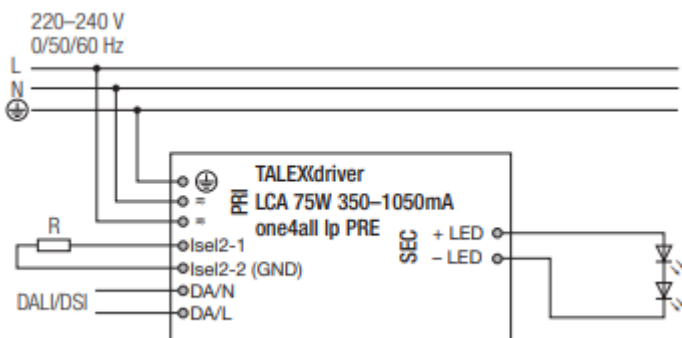 220–240 V
0/50/60 Hz
L
N
TALEXXdriver
LCA 75W 350–1050mA
one4all lp PRE
PRI
=
=
R
Isel2-1
Isel2-2 (GND)
DALI/DSI
DA/N
DA/L
SEC
+ LED
– LED